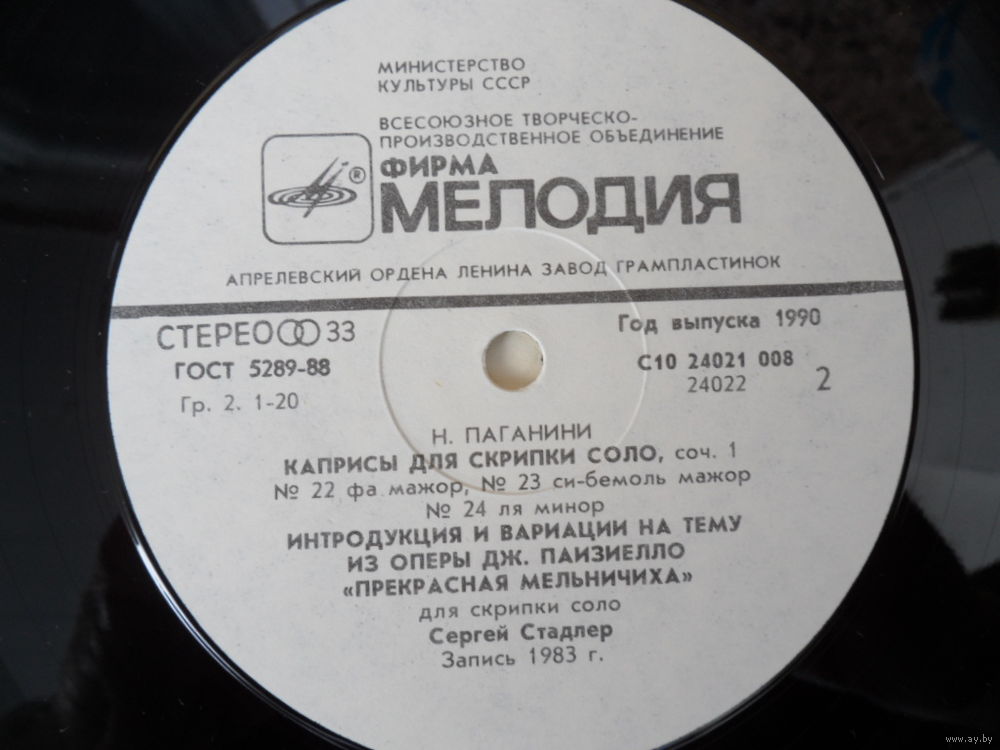 МИНИСТЕРСТВО
КУЛЬТУРЫ СССР
ВСЕСОЮЗНОЕ ТВОРЧЕСКО-
ПРОИЗВОДСТВЕННОЕ ОБЪЕДИНЕНИЕ
ФИРМА
®
МЕЛОДИЯ
АПРЕЛЕВСКИЙ ОРДЕНА ЛЕНИНА ЗАВОД ГРАМПЛАСТИНОК
СТЕРЕО 33
ГОСТ 5289-88
Гр. 2. 1-20
Год выпуска 1990
С10 24021 008
24022
2
Н. ПАГАНИНИ
КАПРИСЫ ДЛЯ СКРИПКИ СОЛО, соч. 1
№ 22 фа мажор, № 23 си-бемоль мажор
№ 24 ля минор
ИНТРОДУКЦИЯ И ВАРИАЦИИ НА ТЕМУ
ИЗ ОПЕРЫ ДЖ. ПАИЗИЕЛЛО
«ПРЕКРАСНАЯ МЕЛЬНИЧИХА»
для скрипки соло
Сергей Стадлер
Запись 1983 г.
www.ay.by